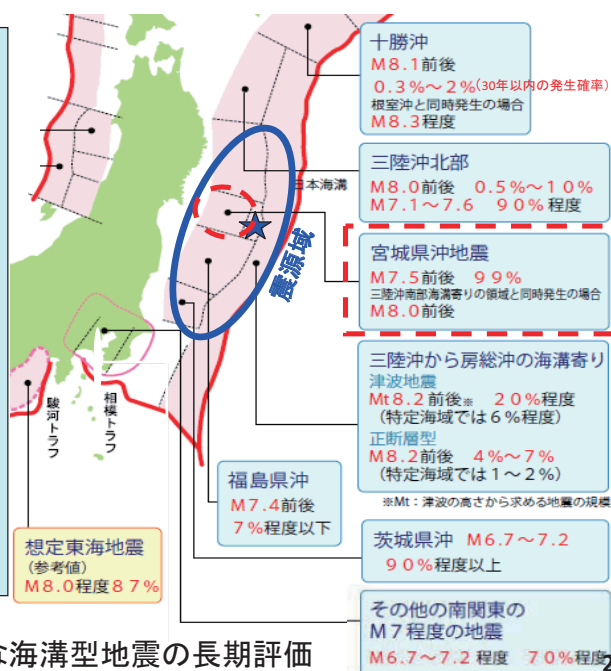 十勝沖
M8.1前後
0.3%~2%(30年以内の発生確率)
根室沖と同時発生の場合
M8.3程度
三陸沖北部
M8.0前後 0.5%~10%
M7.1~7.6 90%程度
日本海溝
宮城県沖地震
M7.5前後 99%
三陸沖南部海溝寄りの領域と同時発生の場合
M8.0前後
震源域
三陸沖から房総沖の海溝寄り
津波地震
Mt8.2前後※ 20%程度
(特定海域では6%程度)
正断層型
M8.2前後 4%~7%
(特定海域では1~2%)
※Mt:津波の高さから求める地震の規模
駿河トラフ
相模トラフ
福島県沖
M7.4前後
7%程度以下
茨城県沖 M6.7~7.2
90%程度以上
想定東海地震
(参考値)
M8.0程度87%
その他の南関東の
M7程度の地震
M6.7~7.2程度 70%程度
な海溝型地震の長期評価
2